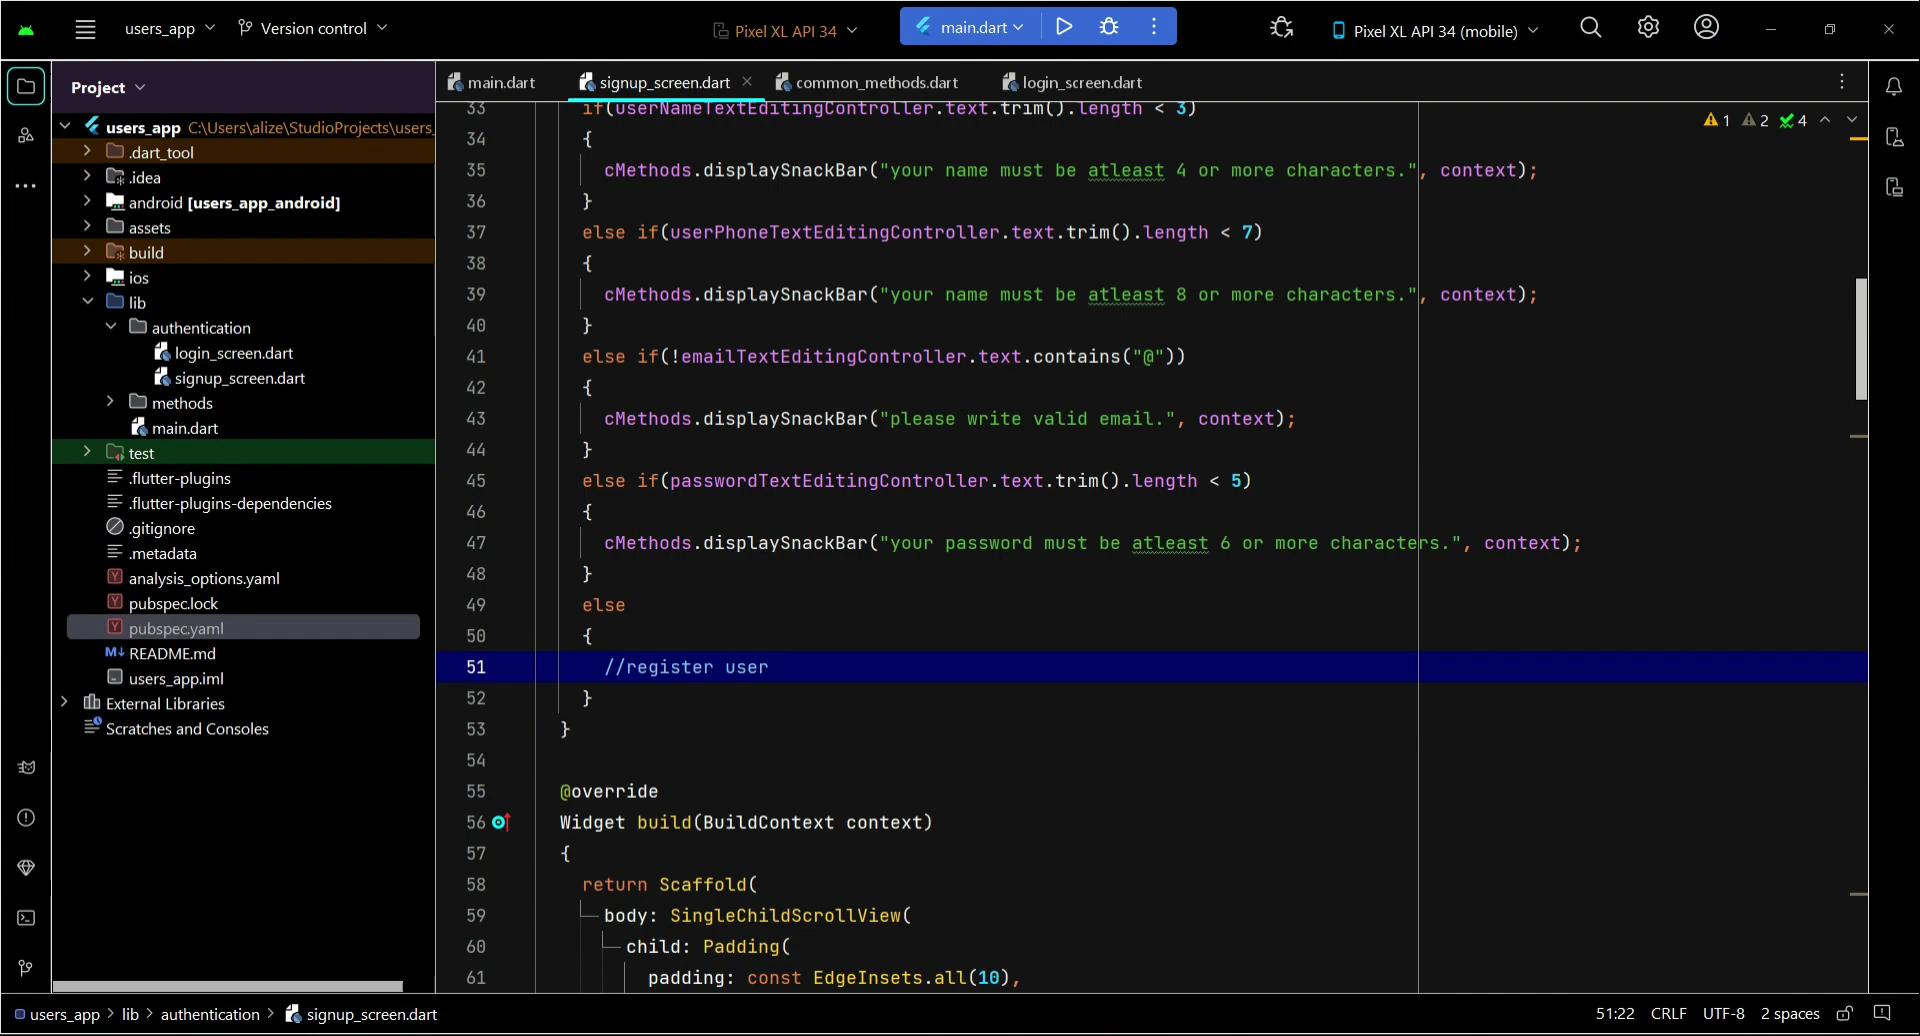 users_app
Version control
Pixel XL API 34
main.dart
Pixel XL API 34 (mobile)
Project
main.dart
signup_screen.dart
common_methods.dart
login_screen.dart
users_app C:\Users\alize\StudioProjects\users_
.dart_tool
.idea
android [users_app_android]
assets
build
ios
lib
authentication
login_screen.dart
signup_screen.dart
methods
main.dart
test
.flutter-plugins
.flutter-plugins-dependencies
.gitignore
.metadata
analysis_options.yaml
pubspec.lock
pubspec.yaml
M↓ README.md
users_app.iml
External Libraries
Scratches and Consoles
1 2 4
33 if(userNameTextEditingController.text.trim().length < 3)
34 {
35 cMethods.displaySnackBar("your name must be atleast 4 or more characters.", context);
36 }
37 else if(userPhoneTextEditingController.text.trim().length < 7)
38 {
39 cMethods.displaySnackBar("your name must be atleast 8 or more characters.", context);
40 }
41 else if(!emailTextEditingController.text.contains("@"))
42 {
43 cMethods.displaySnackBar("please write valid email.", context);
44 }
45 else if(passwordTextEditingController.text.trim().length < 5)
46 {
47 cMethods.displaySnackBar("your password must be atleast 6 or more characters.", context);
48 }
49 else
50 {
51 //register user
52 }
53 }
54
55 @override
56 Widget build(BuildContext context)
57 {
58 return Scaffold(
59 body: SingleChildScrollView(
60 child: Padding(
61 padding: const EdgeInsets.all(10),
users_app > lib > authentication > signup_screen.dart
51:22 CRLF UTF-8 2 spaces